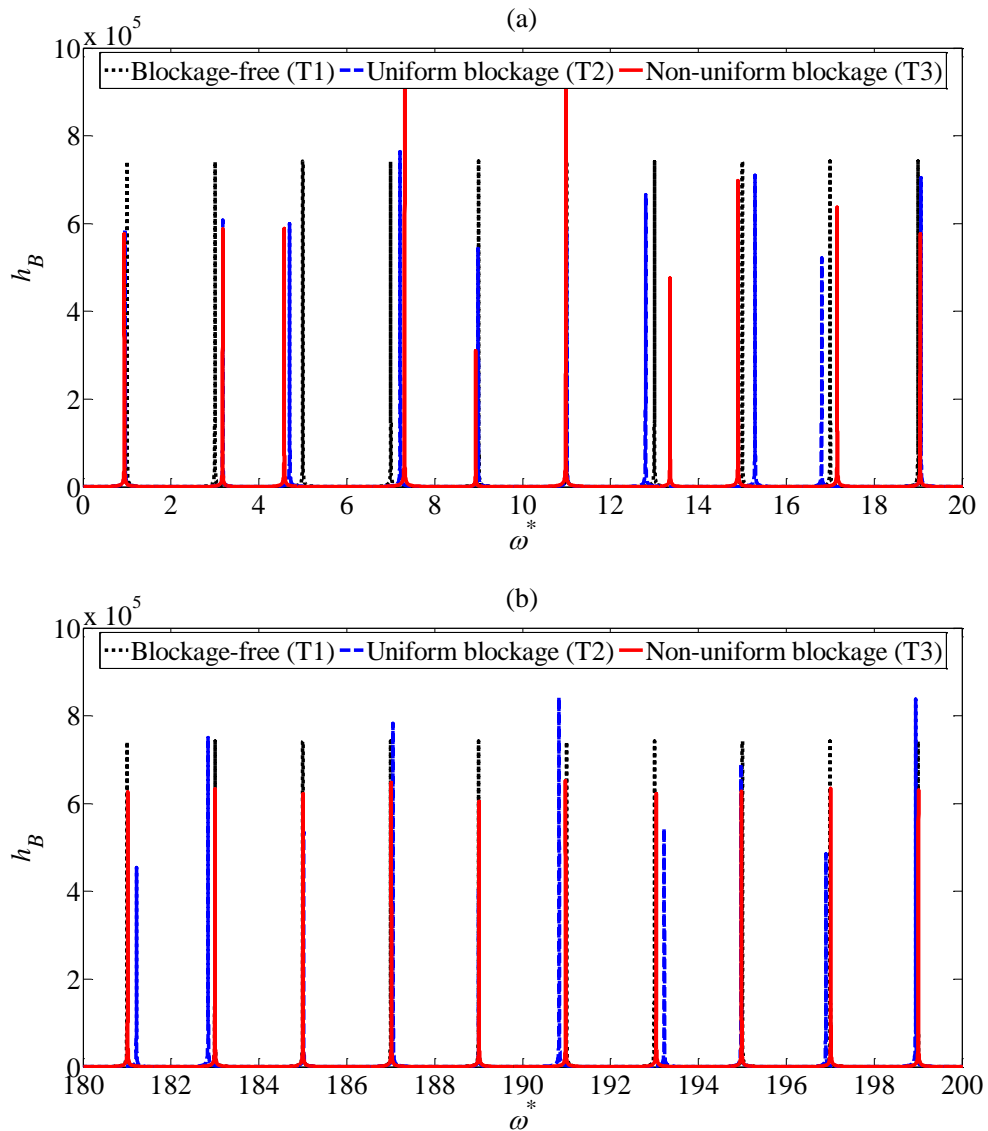 (a)
10 x 10^5
Blockage-free (T1) Uniform blockage (T2) Non-uniform blockage (T3)
8
6
4
2
0
h_B
0 2 4 6 8 10 12 14 16 18 20
ω*
(b)
10 x 10^5
Blockage-free (T1) Uniform blockage (T2) Non-uniform blockage (T3)
8
6
4
2
0
h_B
180 182 184 186 188 190 192 194 196 198 200
ω*